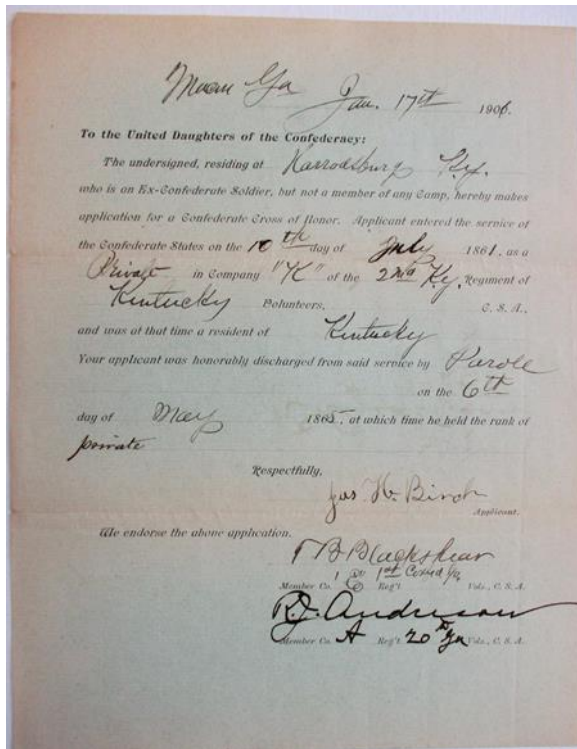 Macon Ga Jan. 17th 1906.
To the United Daughters of the Confederacy:
The undersigned, residing at Harrodsburg Ky.
who is an Ex-Confederate Soldier, but not a member of any Camp, hereby makes
application for a Confederate Cross of Honor. Applicant entered the service of
the Confederate States on the 10th day of July 1861, as a
Private in Company "K" of the 2nd Ky. Regiment of
Kentucky Volunteers, C. S. A.,
and was at that time a resident of Kentucky
Your applicant was honorably discharged from said service by Parole
on the 6th
day of May 1865, at which time he held the rank of
private
Respectfully,
Jas H. Birch
Applicant.
We endorse the above application.
T B Blackshear
Member Co. E 1st Reg't Vols., C. S. A.
R. J. Anderson
Member Co. A Reg't 20th Ga Vols., C. S. A.